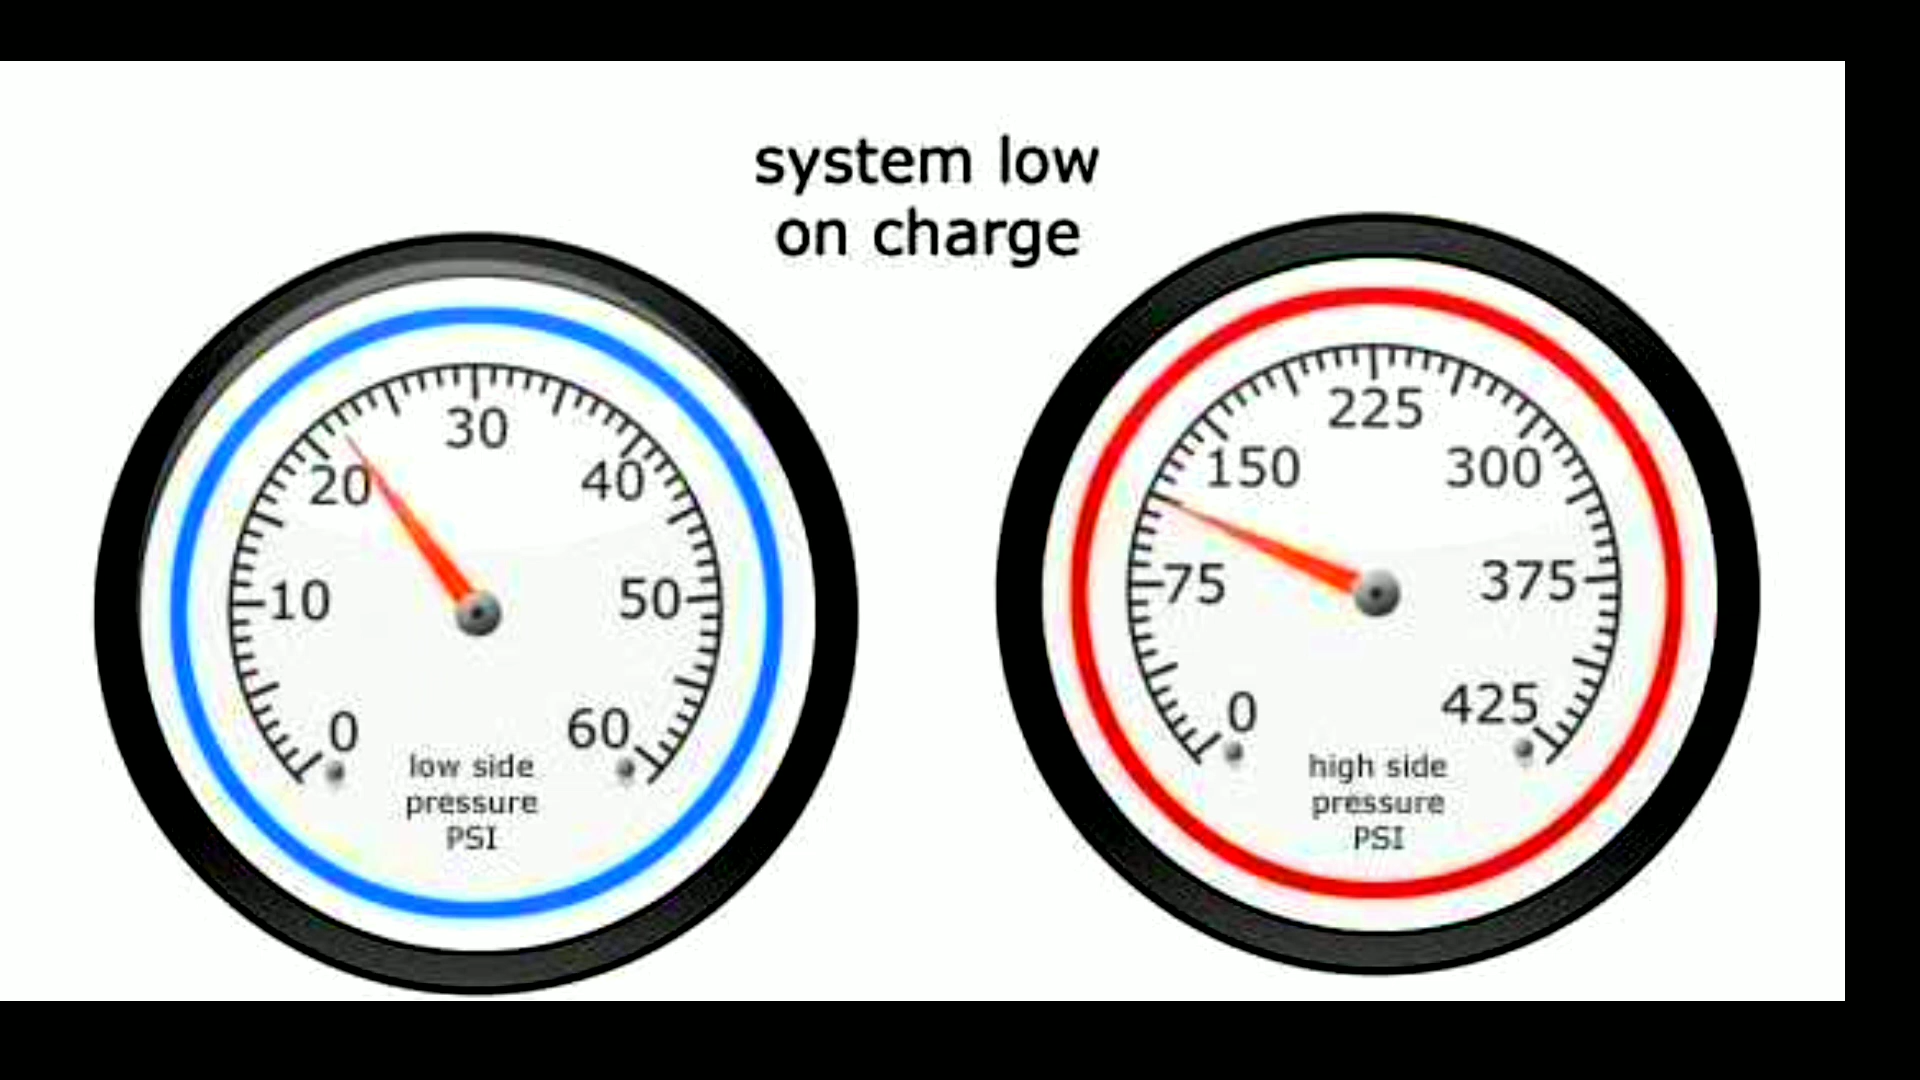 system low
on charge
0
10
20
30
40
50
60
low side
pressure
PSI
0
75
150
225
300
375
425
high side
pressure
PSI